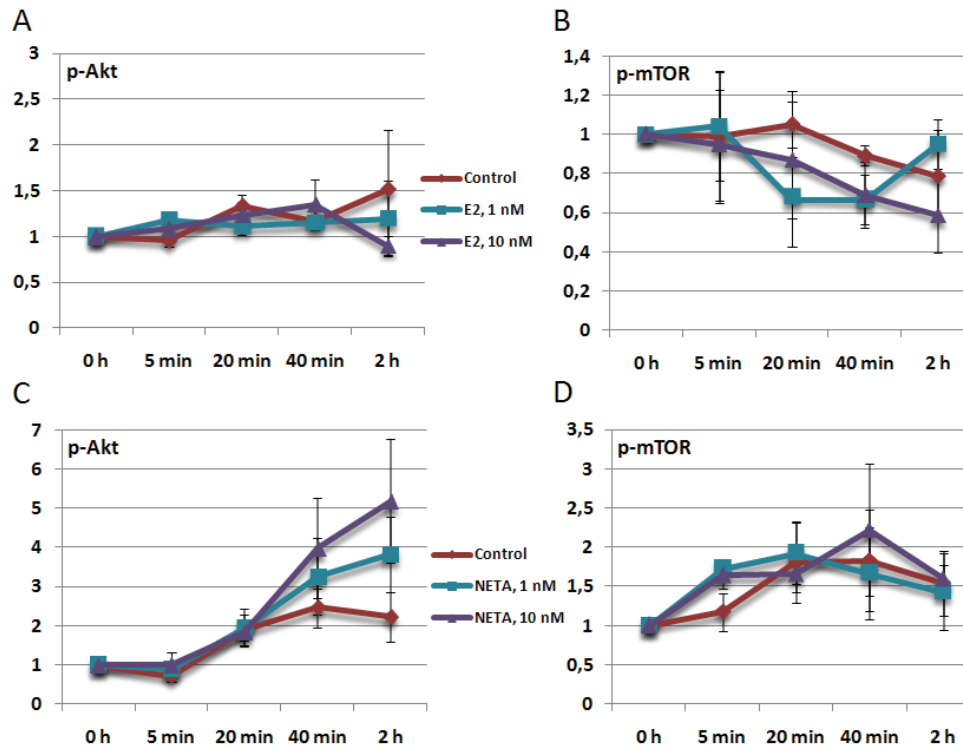 A
p-Akt
3
2,5
2
1,5
1
0,5
0
0 h 5 min 20 min 40 min 2 h
Control
E2, 1 nM
E2, 10 nM
B
p-mTOR
1,4
1,2
1
0,8
0,6
0,4
0,2
0
0 h 5 min 20 min 40 min 2 h
C
p-Akt
7
6
5
4
3
2
1
0
0 h 5 min 20 min 40 min 2 h
Control
NETA, 1 nM
NETA, 10 nM
D
p-mTOR
3,5
3
2,5
2
1,5
1
0,5
0
0 h 5 min 20 min 40 min 2 h